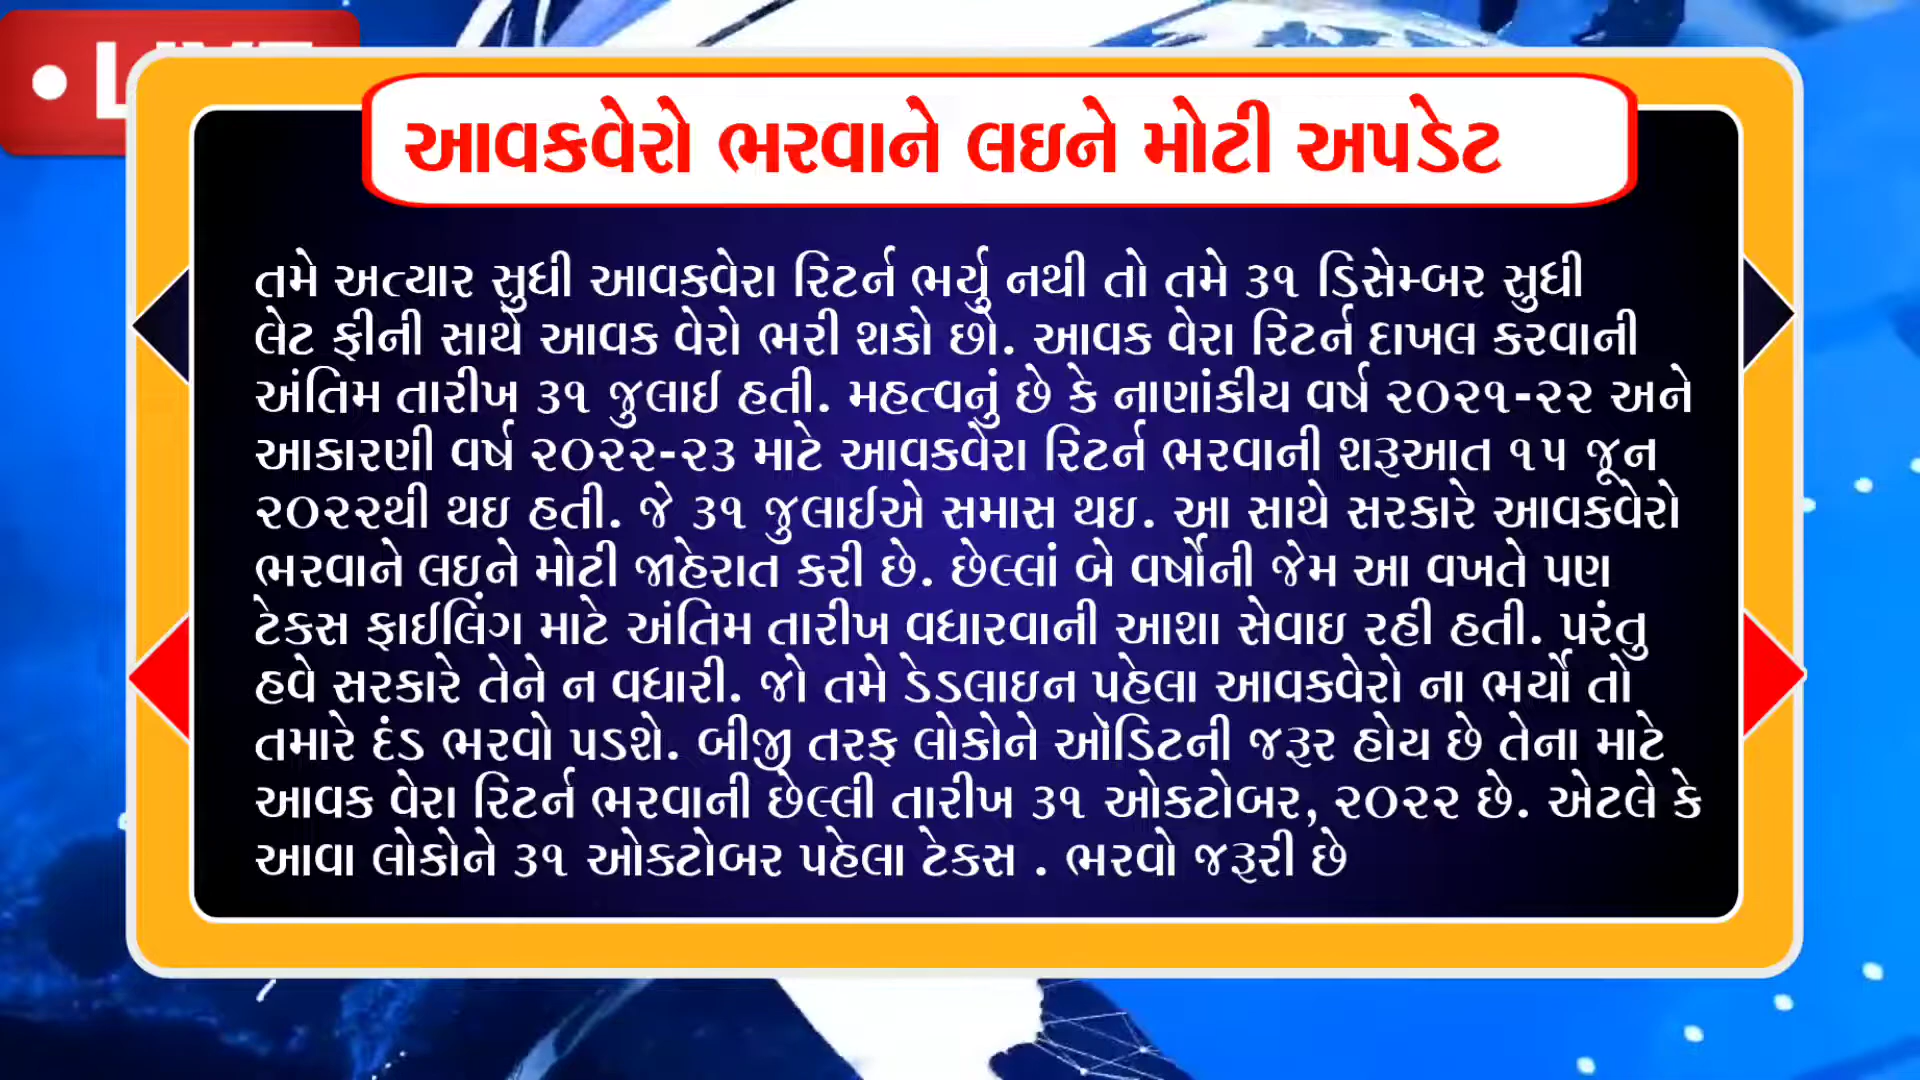 આવકવેરો ભરવાને લઇને મોટી અપડેટ
તમે અત્યાર સુધી આવકવેરા રિટર્ન ભર્યુ નથી તો તમે ૩૧ ડિસેમ્બર સુધી
લેટ ફીની સાથે આવક વેરો ભરી શકો છો. આવક વેરા રિટર્ન દાખલ કરવાની
અંતિમ તારીખ ૩૧ જુલાઈ હતી. મહત્વનું છે કે નાણાંકીય વર્ષ ૨૦૨૧-૨૨ અને
આકારણી વર્ષ ૨૦૨૨-૨૩ માટે આવકવેરા રિટર્ન ભરવાની શરૂઆત ૧૫ જૂન
૨૦૨૨થી થઇ હતી. જે ૩૧ જુલાઈએ સમાસ થઇ. આ સાથે સરકારે આવકવેરો
ભરવાને લઇને મોટી જાહેરાત કરી છે. છેલ્લાં બે વર્ષોની જેમ આ વખતે પણ
ટેકસ ફાઈલિંગ માટે અંતિમ તારીખ વધારવાની આશા સેવાઇ રહી હતી. પરંતુ
હવે સરકારે તેને ન વધારી. જો તમે ડેડલાઇન પહેલા આવકવેરો ના ભર્યો તો
તમારે દંડ ભરવો પડશે. બીજી તરફ લોકોને ઑડિટની જરૂર હોય છે તેના માટે
આવક વેરા રિટર્ન ભરવાની છેલ્લી તારીખ ૩૧ ઓકટોબર, ૨૦૨૨ છે. એટલે કે
આવા લોકોને ૩૧ ઓક્ટોબર પહેલા ટેકસ . ભરવો જરૂરી છે